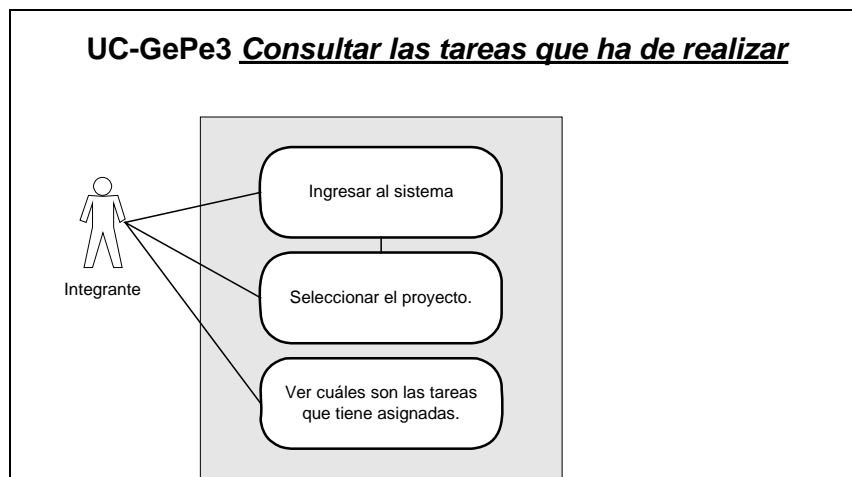 UC-GePe3 Consultar las tareas que ha de realizar
Ingresar al sistema
Integrante
Seleccionar el proyecto.
Ver cuáles son las tareas
que tiene asignadas.